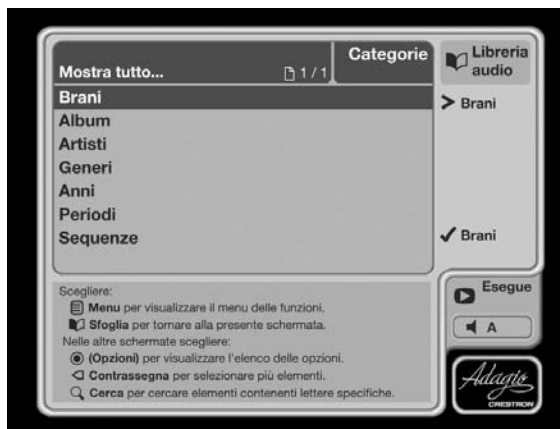 Mostra tutto...
1 / 1
Categorie
Brani
Album
Artisti
Generi
Anni
Periodi
Sequenze
Scegliere:
Menu per visualizzare il menu delle funzioni.
Sfoglia per tornare alla presente schermata.
Nelle altre schermate scegliere:
(Opzioni) per visualizzare l'elenco delle opzioni.
Contrassegna per selezionare più elementi.
Cerca per cercare elementi contenenti lettere specifiche.
Libreria
audio
> Brani
✓ Brani
Esegue
A
Adagio
CRESTRON